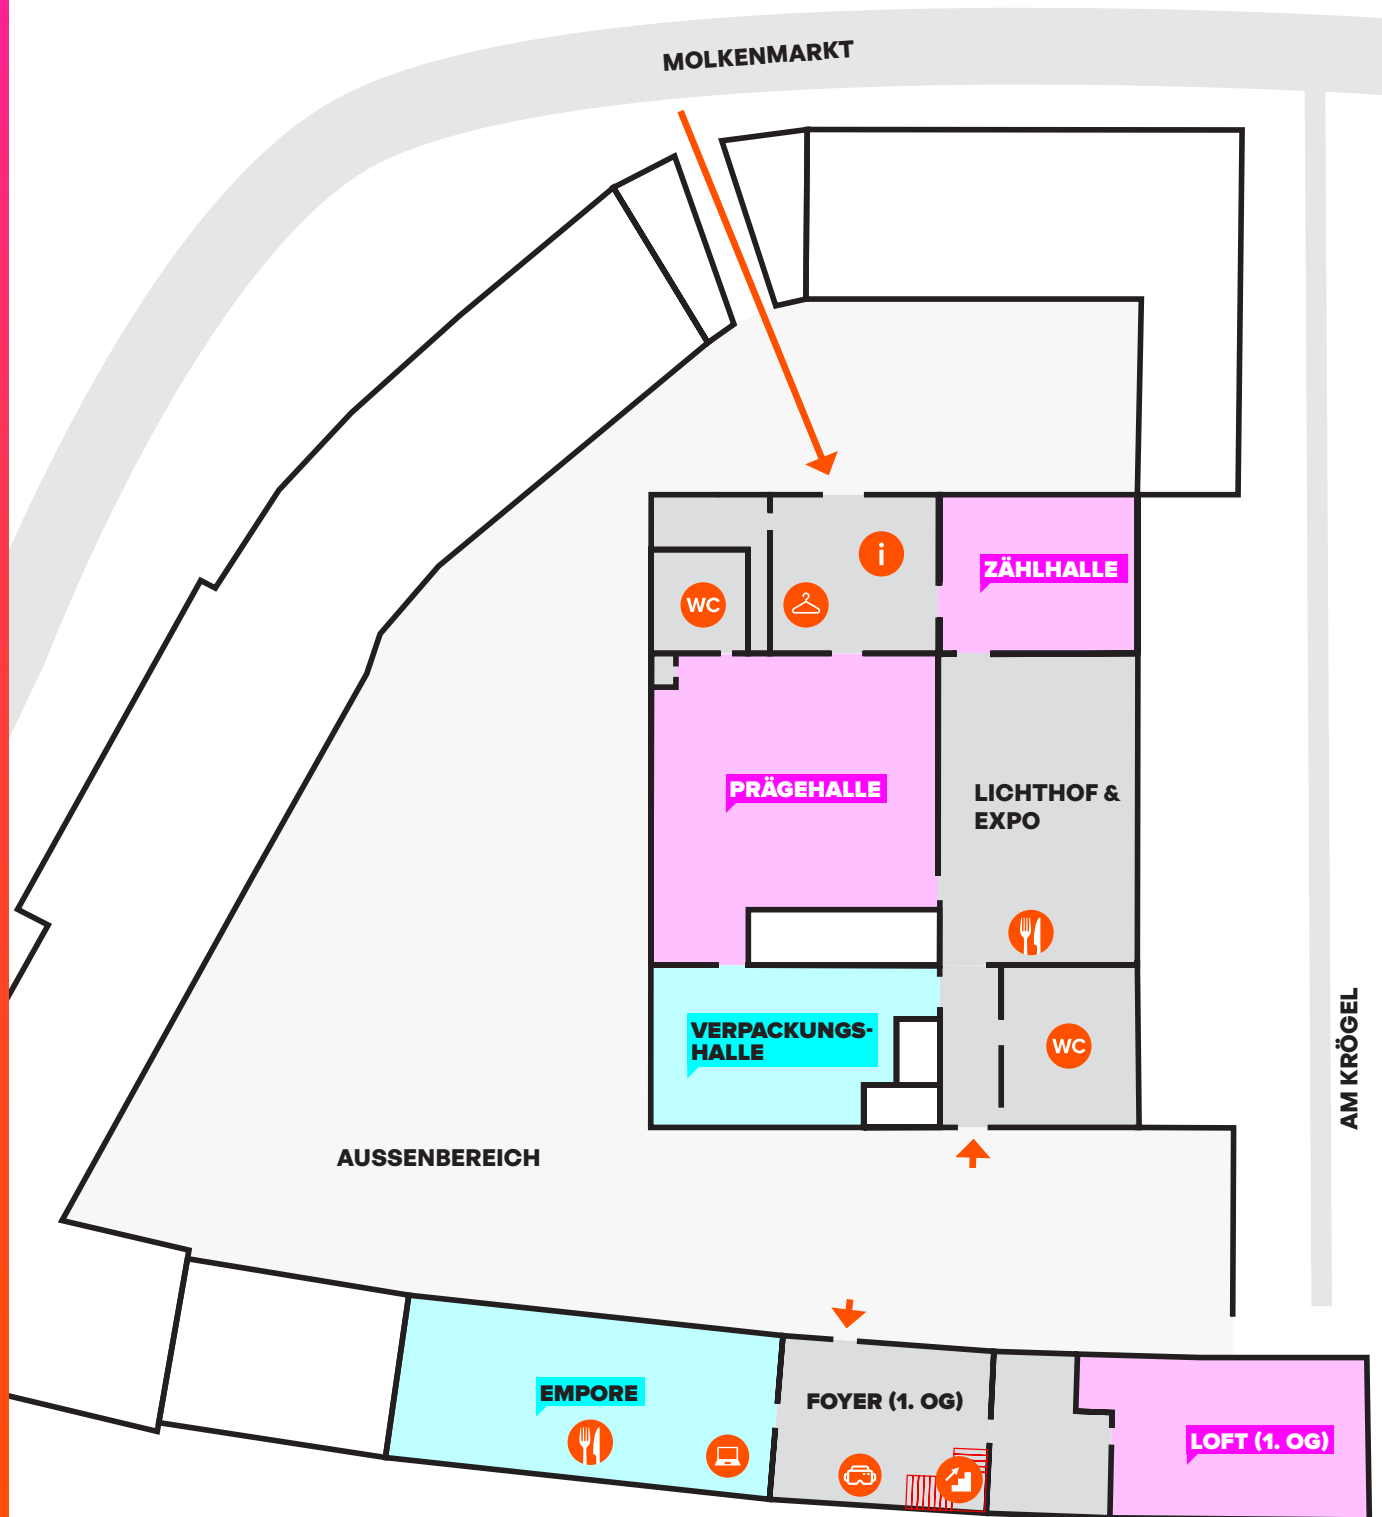 MOLKENMARKT
i
ZÄHLHALLE
WC
PRÄGEHALLE
LICHTHOF &
EXPO
VERPACKUNGS-
HALLE
WC
AM KRÖGEL
AUSSENBEREICH
EMPORE
FOYER (1. OG)
LOFT (1. OG)